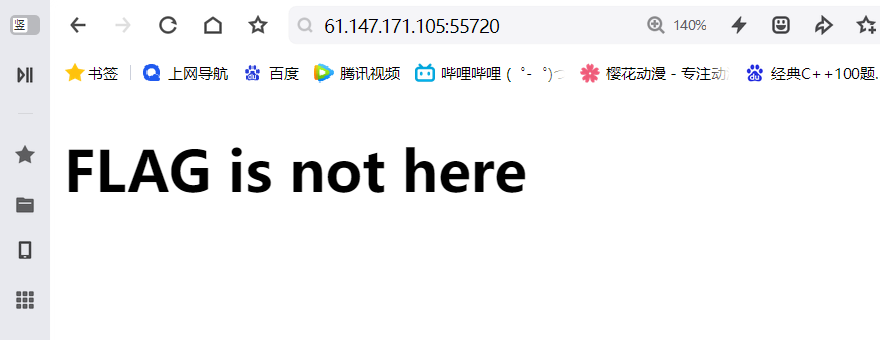 竖
61.147.171.105:55720
140%
书签 上网导航 百度 腾讯视频 哔哩哔哩 ( ゜- ゜)つ 樱花动漫 - 专注动 经典C++100题.
FLAG is not here